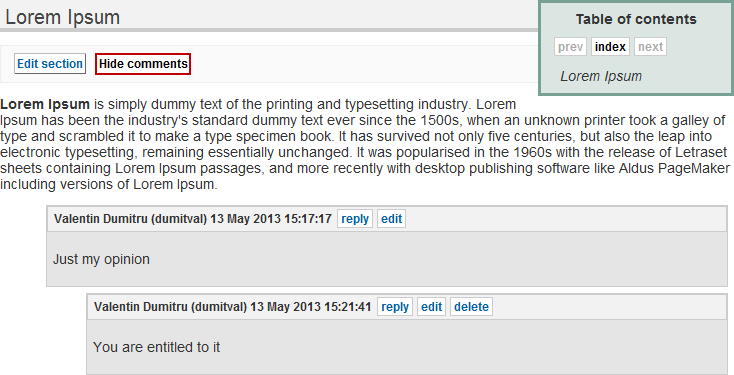 Lorem Ipsum
Table of contents
prev index next
Lorem Ipsum
Edit section Hide comments
Lorem Ipsum is simply dummy text of the printing and typesetting industry. Lorem
Ipsum has been the industry's standard dummy text ever since the 1500s, when an unknown printer took a galley of
type and scrambled it to make a type specimen book. It has survived not only five centuries, but also the leap into
electronic typesetting, remaining essentially unchanged. It was popularised in the 1960s with the release of Letraset
sheets containing Lorem Ipsum passages, and more recently with desktop publishing software like Aldus PageMaker
including versions of Lorem Ipsum.
Valentin Dumitru (dumitval) 13 May 2013 15:17:17 reply edit
Just my opinion
Valentin Dumitru (dumitval) 13 May 2013 15:21:41 reply edit delete
You are entitled to it